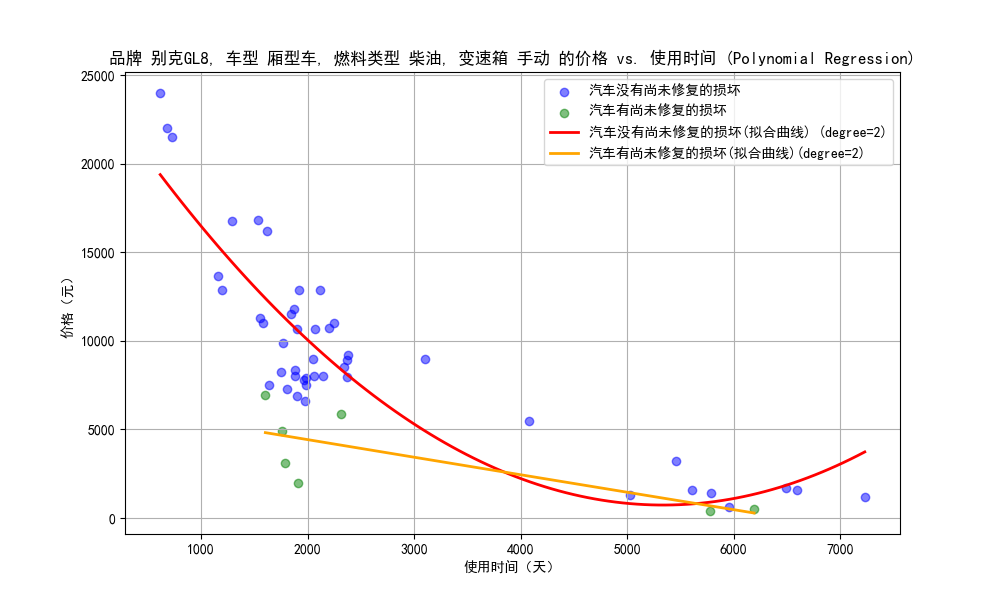 品牌 别克GL8, 车型 厢型车, 燃料类型 柴油, 变速箱 手动 的价格 vs. 使用时间 (Polynomial Regression)
汽车没有尚未修复的损坏
汽车有尚未修复的损坏
汽车没有尚未修复的损坏(拟合曲线) (degree=2)
汽车有尚未修复的损坏(拟合曲线)(degree=2)
价格（元）
25000
20000
15000
10000
5000
0
1000 2000 3000 4000 5000 6000 7000
使用时间（天）